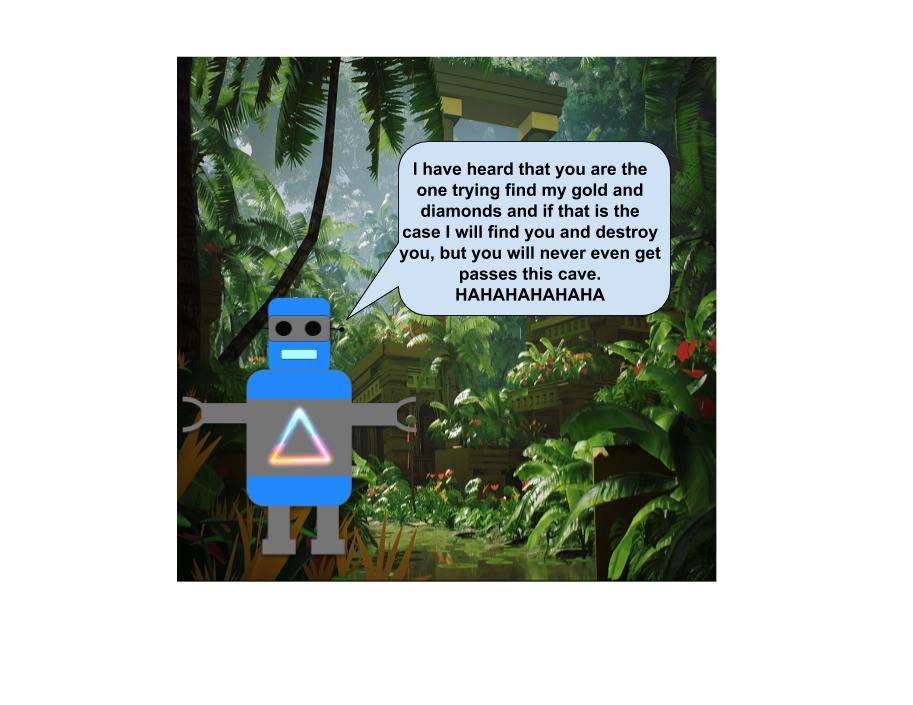 I have heard that you are the
one trying find my gold and
diamonds and if that is the
case I will find you and destroy
you, but you will never even get
passes this cave.
HAHAHAHAHAHA